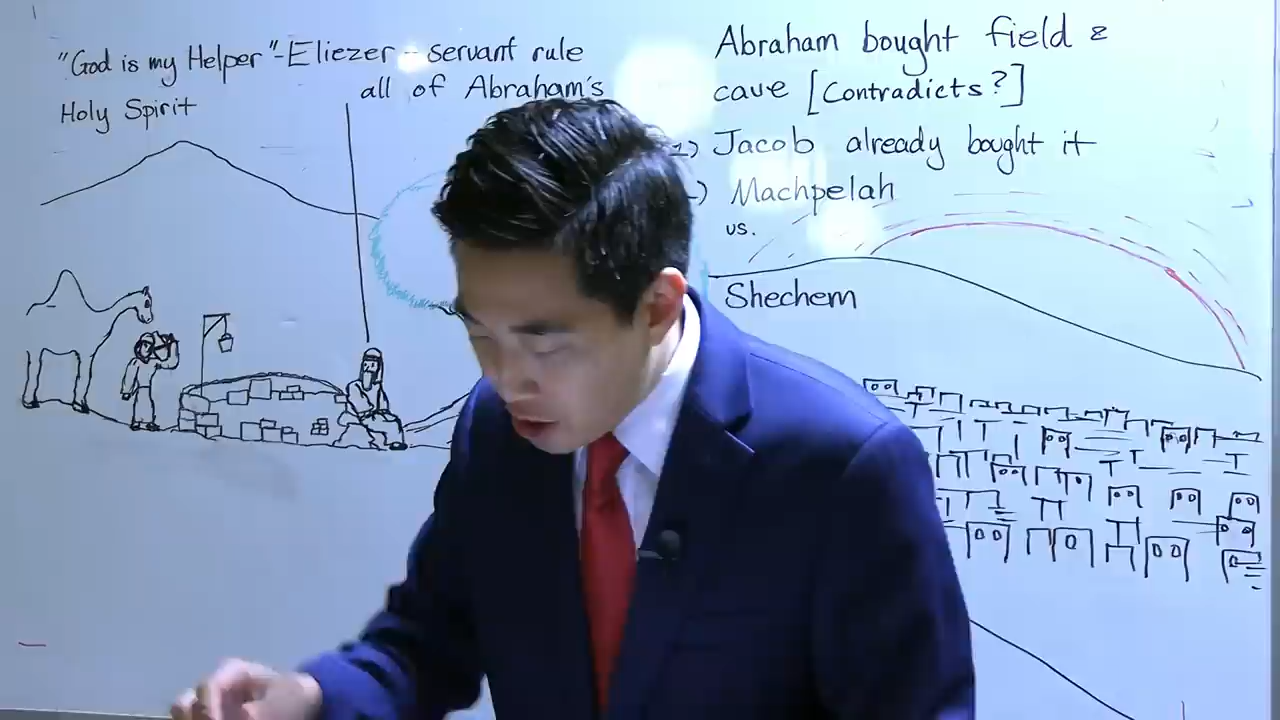 "God is my Helper"-Eliezer - servant rule
all of Abraham's
Holy Spirit
Abraham bought field &
cave [Contradicts?]
1) Jacob already bought it
) Machpelah
vs.
Shechem